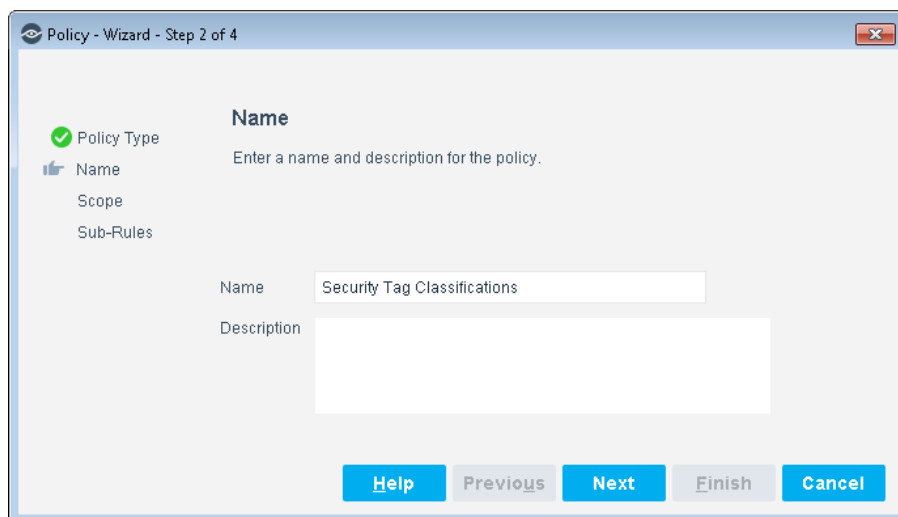 Policy - Wizard - Step 2 of 4
Policy Type
Name
Scope
Sub-Rules
Name
Enter a name and description for the policy.
Name
Security Tag Classifications
Description
Help
Previous
Next
Finish
Cancel